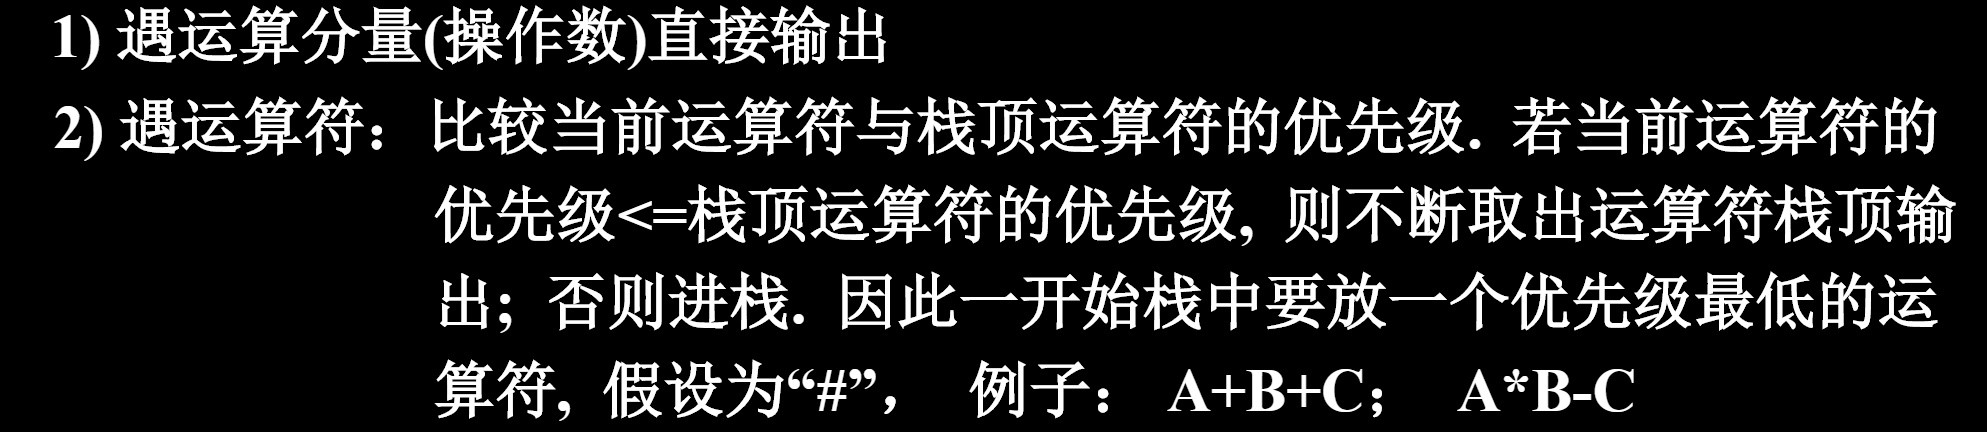 1) 遇运算分量(操作数)直接输出
2) 遇运算符： 比较当前运算符与栈顶运算符的优先级. 若当前运算符的
优先级<=栈顶运算符的优先级, 则不断取出运算符栈顶输
出; 否则进栈. 因此一开始栈中要放一个优先级最低的运
算符, 假设为“#”， 例子： A+B+C； A*B-C